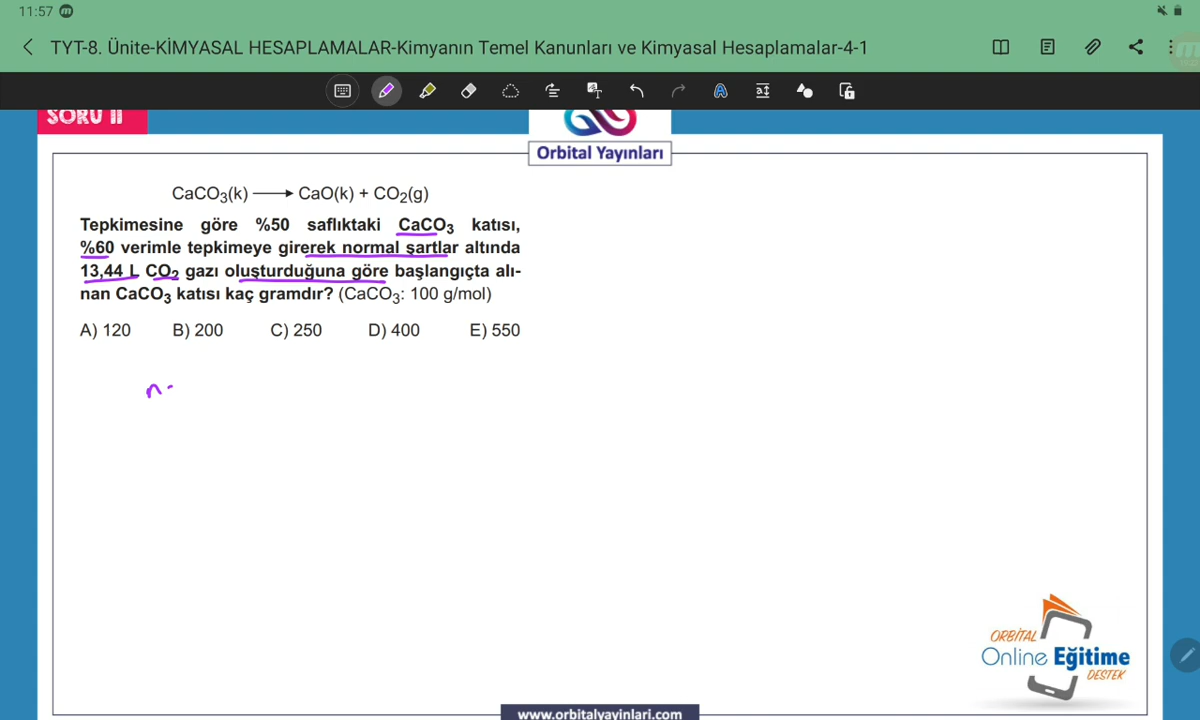 11:57
TYT-8. Ünite-KİMYASAL HESAPLAMALAR-Kimyanın Temel Kanunları ve Kimyasal Hesaplamalar-4-1
SORU 11
Orbital Yayınları
CaCO₃(k) ⟶ CaO(k) + CO₂(g)
Tepkimesine göre %50 saflıktaki CaCO₃ katısı,
%60 verimle tepkimeye girerek normal şartlar altında
13,44 L CO₂ gazı oluşturduğuna göre başlangıçta alı-
nan CaCO₃ katısı kaç gramdır? (CaCO₃: 100 g/mol)
A) 120 B) 200 C) 250 D) 400 E) 550
n
ORBİTAL
Online Eğitime
DESTEK
www.orbitalyayinlari.com